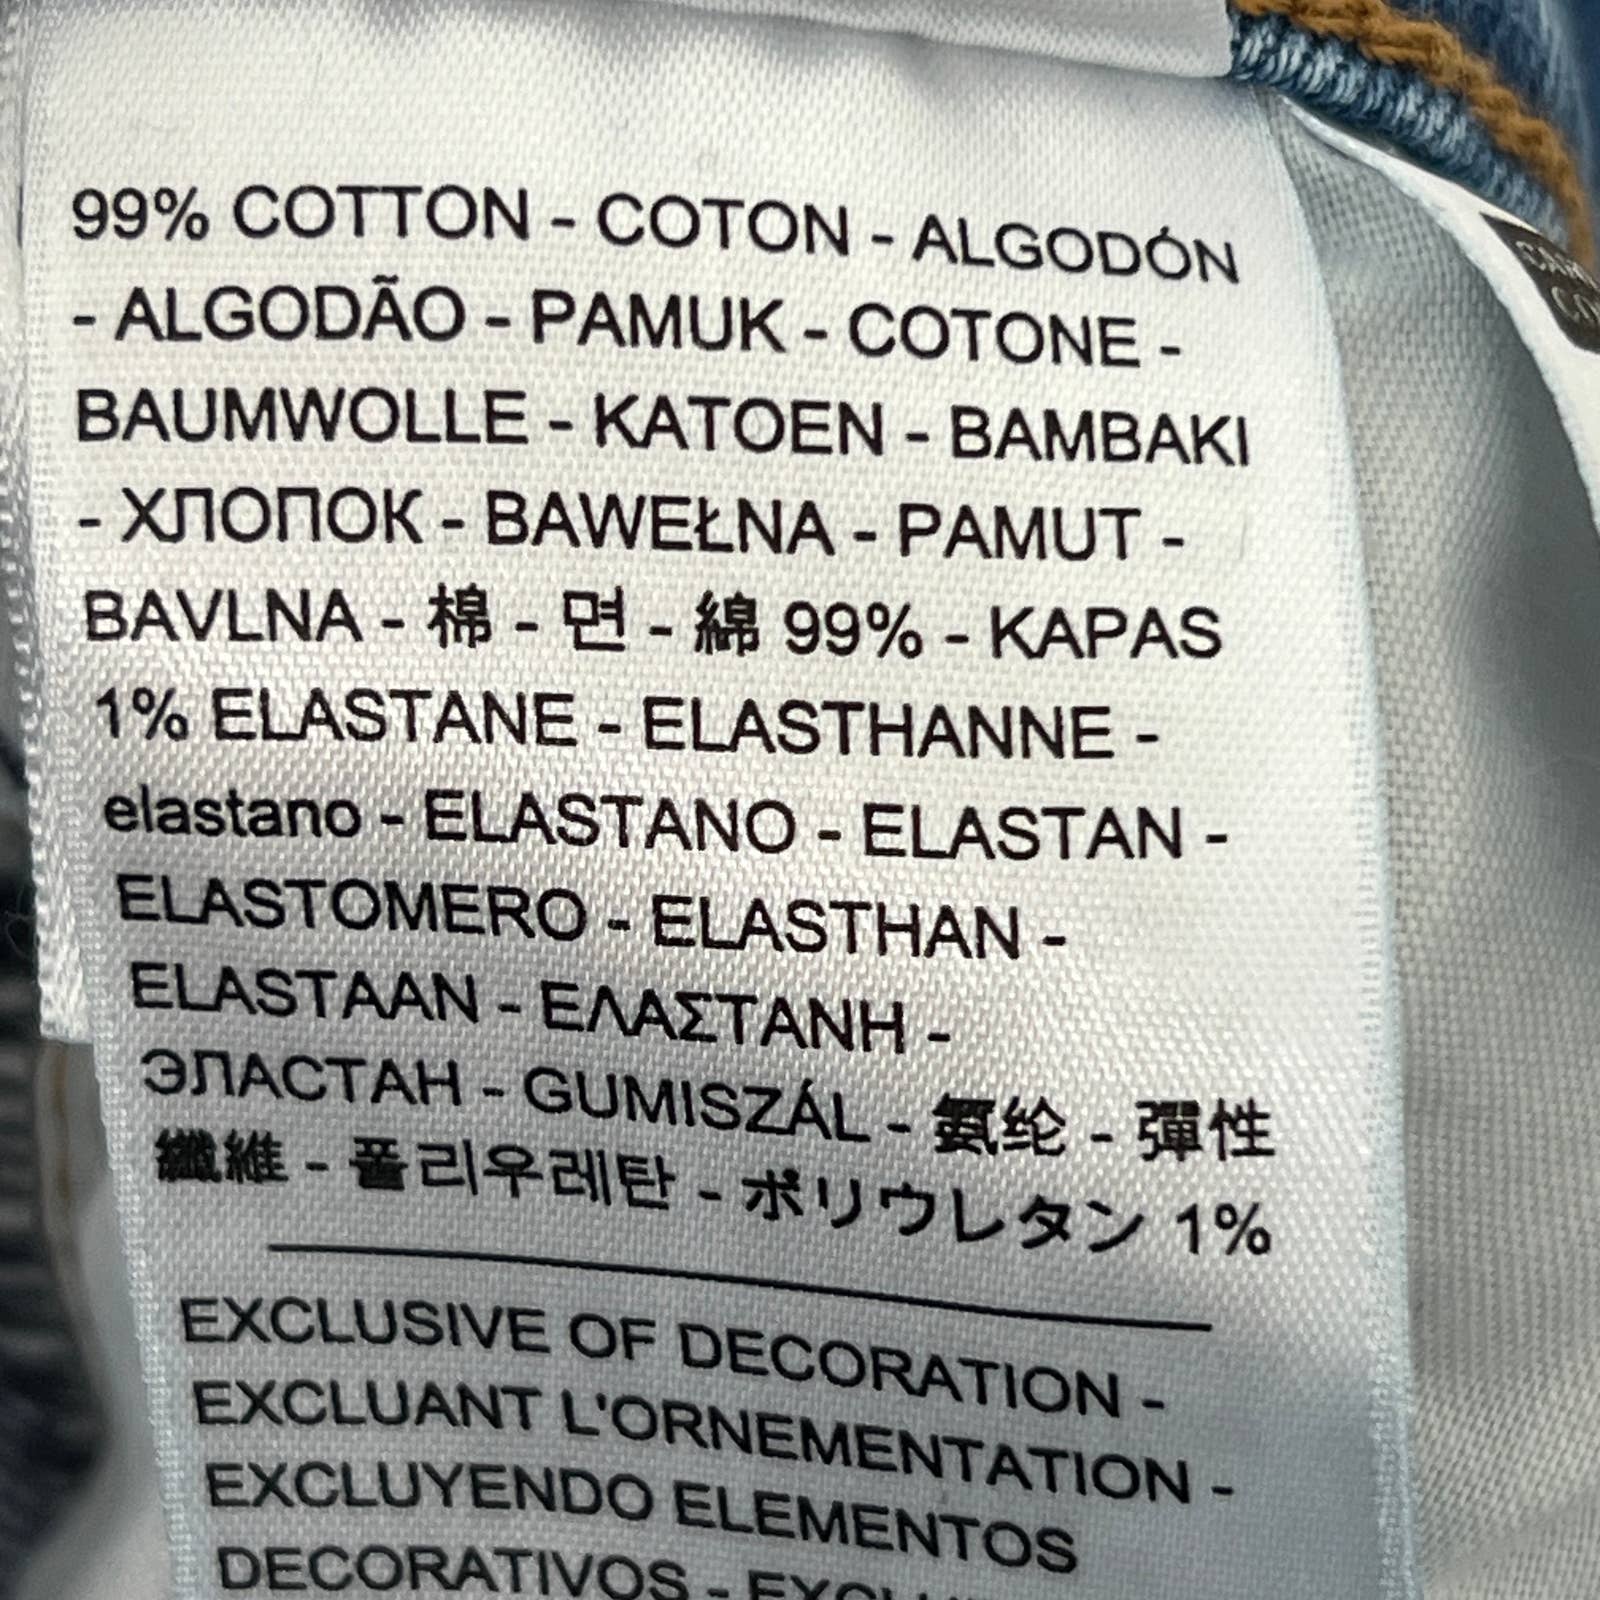 99% COTTON - COTON - ALGODÓN
- ALGODÃO - PAMUK - COTONE -
BAUMWOLLE - KATOEN - BAMBAKI
- ХЛОПОК - BAWEŁNA - PAMUT -
BAVLNA - 棉 - 면 - 綿 99% - KAPAS
1% ELASTANE - ELASTHANNE -
elastano - ELASTANO - ELASTAN -
ELASTOMERO - ELASTHAN -
ELASTAAN - ΕΛΑΣΤΑΝΗ -
ЭЛАСТАН - GUMISZÁL - 氨纶 - 彈性
纖維 - 폴리우레탄 - ポリウレタン 1%
EXCLUSIVE OF DECORATION -
EXCLUANT L'ORNEMENTATION -
EXCLUYENDO ELEMENTOS
DECORATIVOS -